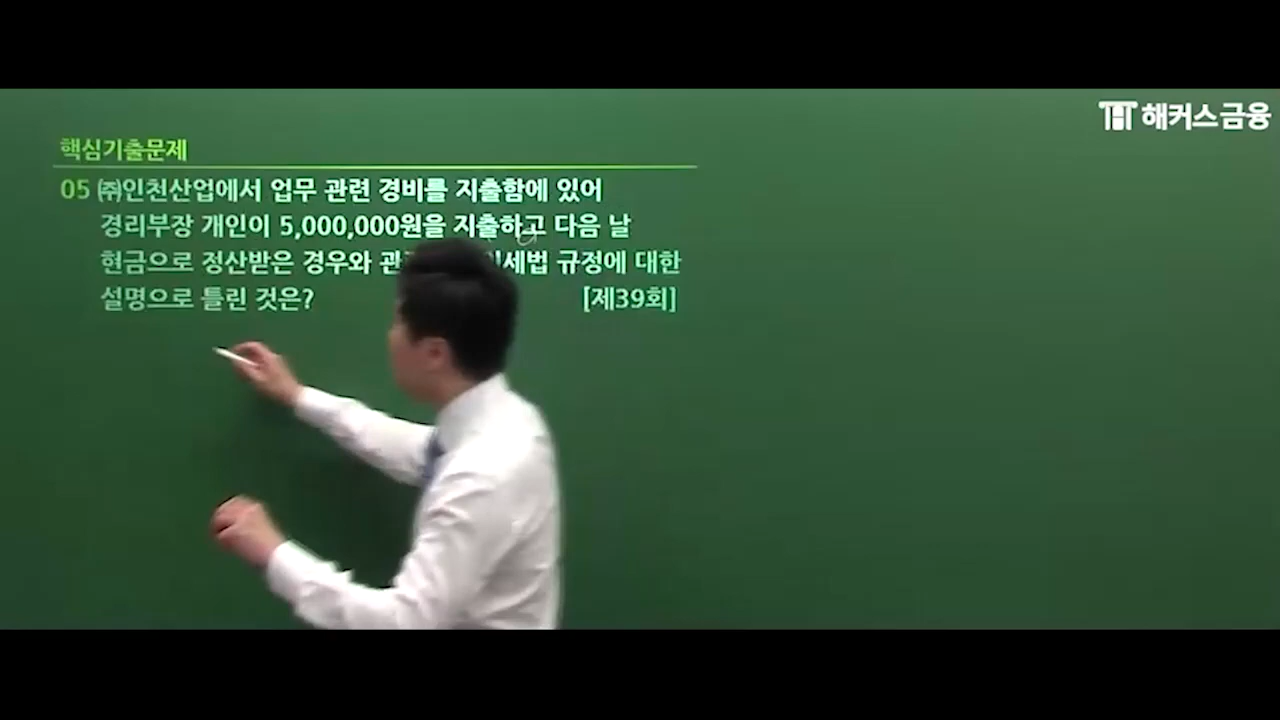 해커스금융
핵심기출문제
05 ㈜인천산업에서 업무 관련 경비를 지출함에 있어
경리부장 개인이 5,000,000원을 지출하고 다음 날
현금으로 정산받은 경우와 세법 규정에 대한
설명으로 틀린 것은? [제39회]